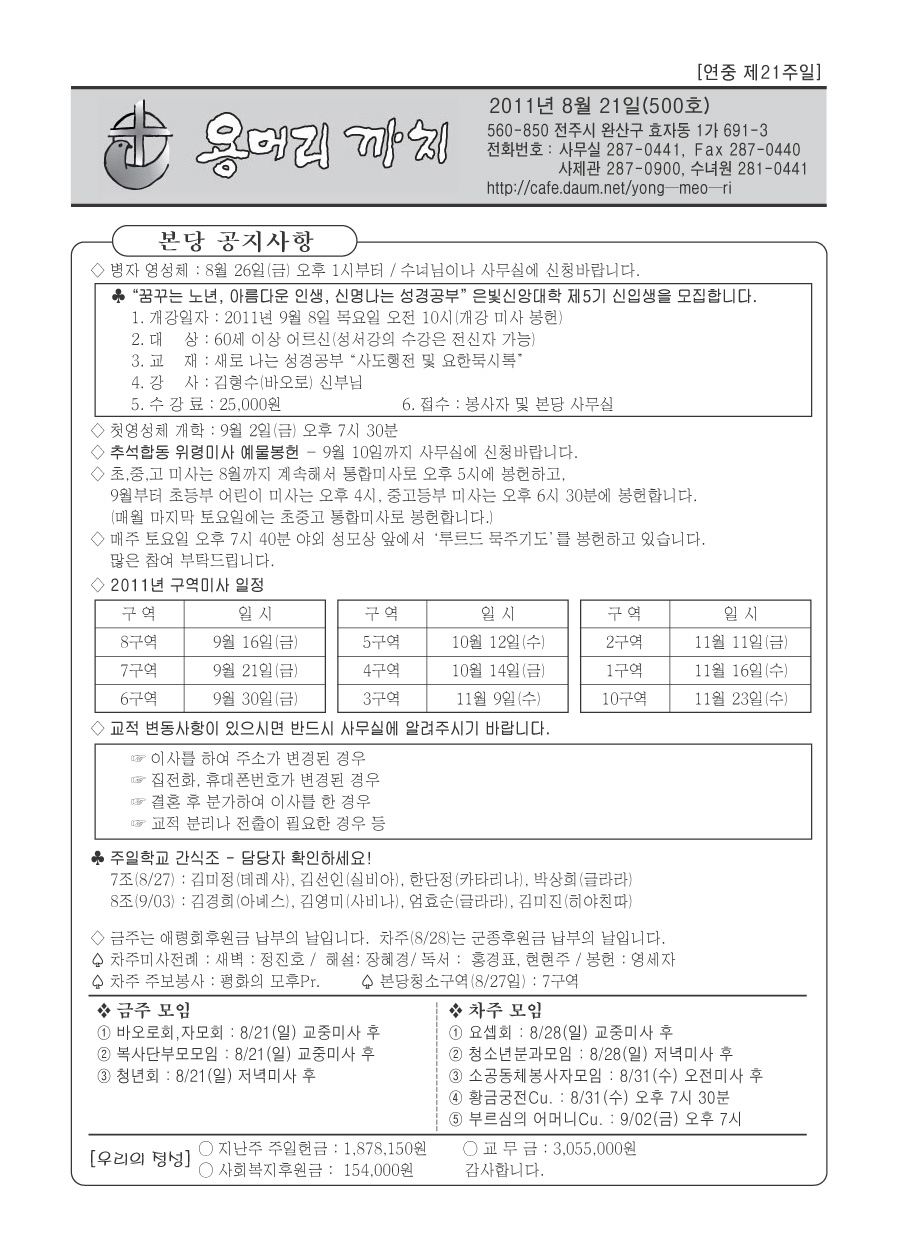 [연중 제21주일]
용머리 까치
2011년 8월 21일(500호)
560-850 전주시 완산구 효자동 1가 691-3
전화번호 : 사무실 287-0441, Fax 287-0440
사제관 287-0900, 수녀원 281-0441
http://cafe.daum.net/yong—meo—ri
본당 공지사항
◇ 병자 영성체 : 8월 26일(금) 오후 1시부터 / 수녀님이나 사무실에 신청바랍니다.
♣ “꿈꾸는 노년, 아름다운 인생, 신명나는 성경공부” 은빛신앙대학 제5기 신입생을 모집합니다.
1. 개강일자 : 2011년 9월 8일 목요일 오전 10시(개강 미사 봉헌)
2. 대 상 : 60세 이상 어르신(성서강의 수강은 전신자 가능)
3. 교 재 : 새로 나는 성경공부 “사도행전 및 요한묵시록”
4. 강 사 : 김형수(바오로) 신부님
5. 수 강 료 : 25,000원 6. 접수 : 봉사자 및 본당 사무실
◇ 첫영성체 개학 : 9월 2일(금) 오후 7시 30분
◇ 추석합동 위령미사 예물봉헌 - 9월 10일까지 사무실에 신청바랍니다.
◇ 초,중,고 미사는 8월까지 계속해서 통합미사로 오후 5시에 봉헌하고,
9월부터 초등부 어린이 미사는 오후 4시, 중고등부 미사는 오후 6시 30분에 봉헌합니다.
(매월 마지막 토요일에는 초중고 통합미사로 봉헌합니다.)
◇ 매주 토요일 오후 7시 40분 야외 성모상 앞에서 ‘루르드 묵주기도’를 봉헌하고 있습니다.
많은 참여 부탁드립니다.
◇ 2011년 구역미사 일정
구 역 일 시 구 역 일 시 구 역 일 시
8구역 9월 16일(금) 5구역 10월 12일(수) 2구역 11월 11일(금)
7구역 9월 21일(금) 4구역 10월 14일(금) 1구역 11월 16일(수)
6구역 9월 30일(금) 3구역 11월 9일(수) 10구역 11월 23일(수)
◇ 교적 변동사항이 있으시면 반드시 사무실에 알려주시기 바랍니다.
☞ 이사를 하여 주소가 변경된 경우
☞ 집전화, 휴대폰번호가 변경된 경우
☞ 결혼 후 분가하여 이사를 한 경우
☞ 교적 분리나 전출이 필요한 경우 등
♣ 주일학교 간식조 - 담당자 확인하세요!
7조(8/27) : 김미정(데레사), 김선인(실비아), 한단정(카타리나), 박상희(글라라)
8조(9/03) : 김경희(아녜스), 김영미(사비나), 엄효순(글라라), 김미진(히야친따)
◇ 금주는 애령회후원금 납부의 날입니다. 차주(8/28)는 군종후원금 납부의 날입니다.
♤ 차주미사전례 : 새벽 : 정진호 / 해설: 장혜경/ 독서 : 홍경표, 현현주 / 봉헌 : 영세자
♤ 차주 주보봉사 : 평화의 모후Pr. ♤ 본당청소구역(8/27일) : 7구역
❖ 금주 모임
① 바오로회,자모회 : 8/21(일) 교중미사 후
② 복사단부모모임 : 8/21(일) 교중미사 후
③ 청년회 : 8/21(일) 저녁미사 후
❖ 차주 모임
① 요셉회 : 8/28(일) 교중미사 후
② 청소년분과모임 : 8/28(일) 저녁미사 후
③ 소공동체봉사자모임 : 8/31(수) 오전미사 후
④ 황금궁전Cu. : 8/31(수) 오후 7시 30분
⑤ 부르심의 어머니Cu. : 9/02(금) 오후 7시
[우리의 정성]
○ 지난주 주일헌금 : 1,878,150원 ○ 교 무 금 : 3,055,000원
○ 사회복지후원금 : 154,000원 감사합니다.